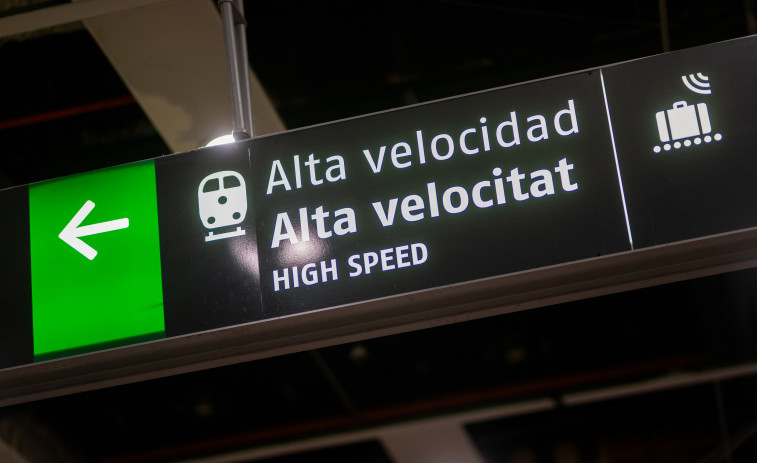 Alta velocidad
Alta velocitat
HIGH SPEED